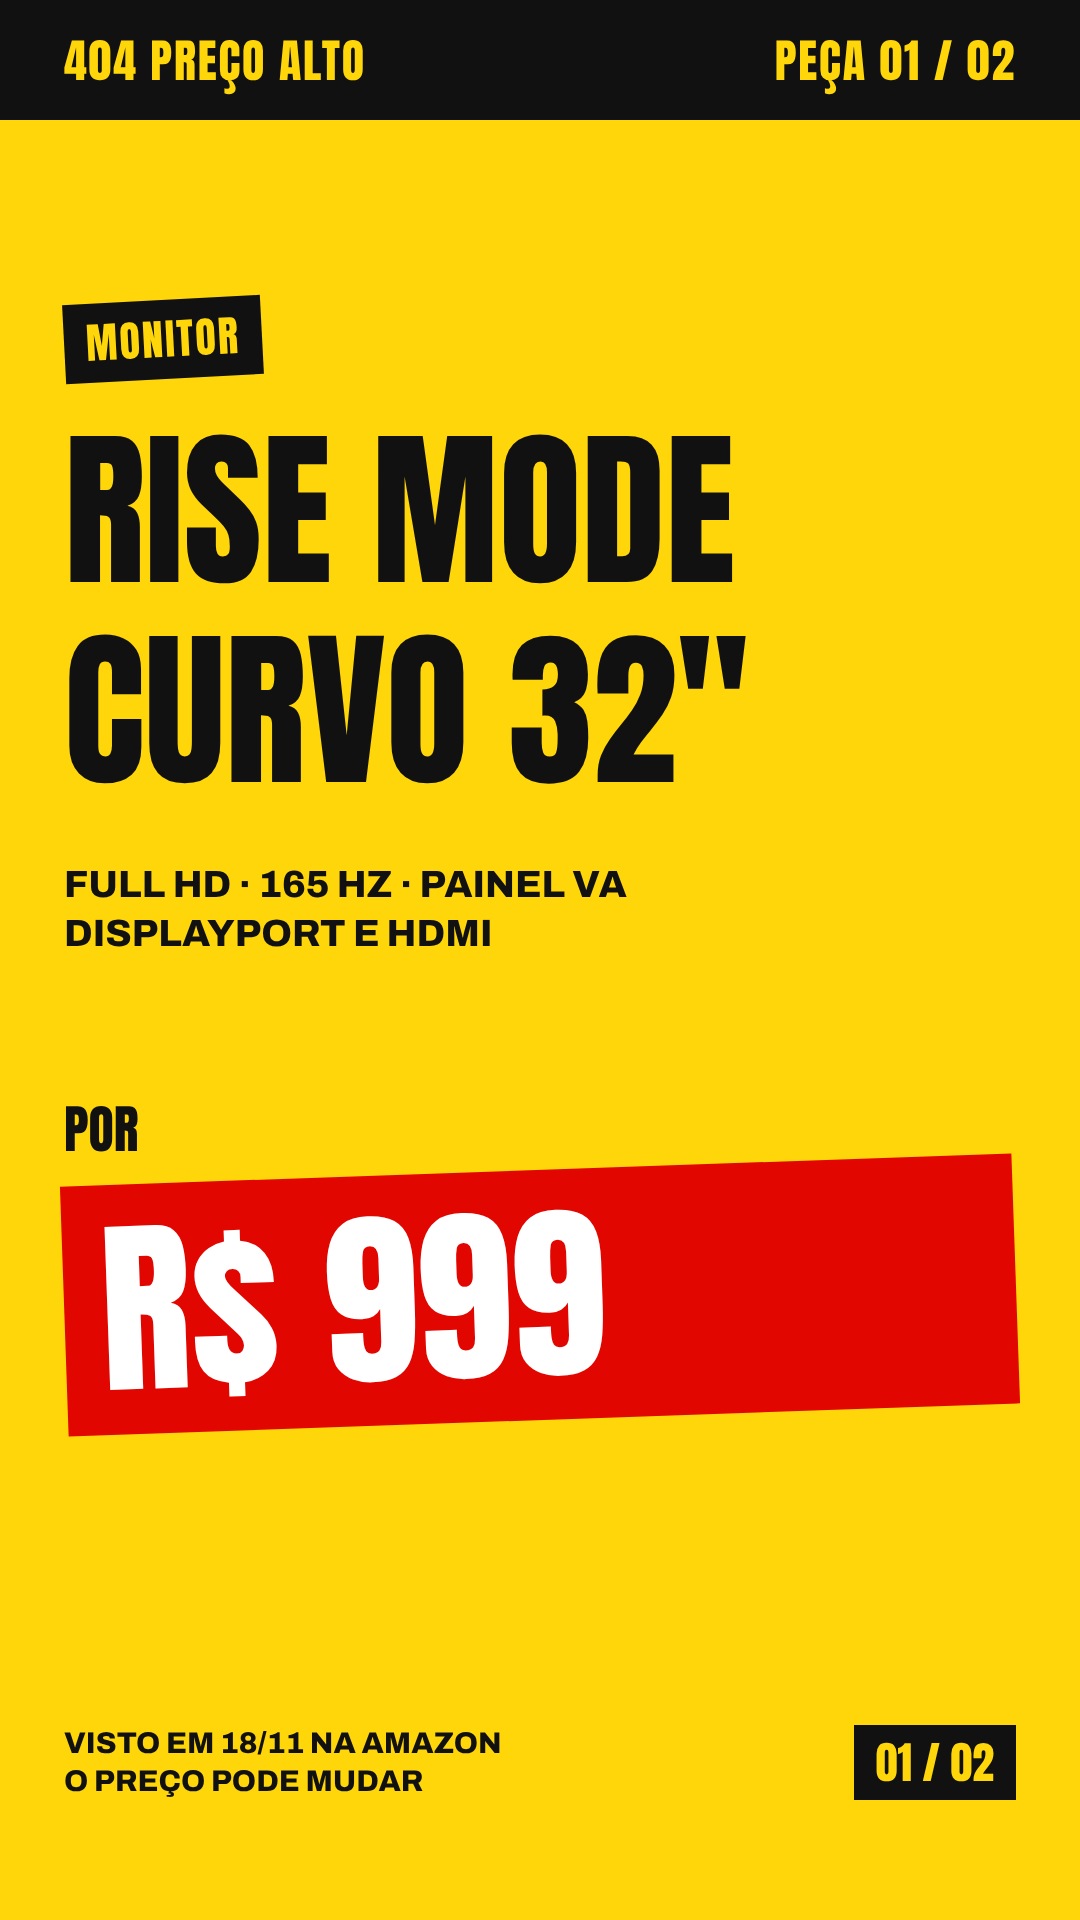 404 PREÇO ALTO
PEÇA 01 / 02
MONITOR
RISE MODE
CURVO 32"
FULL HD · 165 HZ · PAINEL VA
DISPLAYPORT E HDMI
POR
R$ 999
VISTO EM 18/11 NA AMAZON
O PREÇO PODE MUDAR
01 / 02